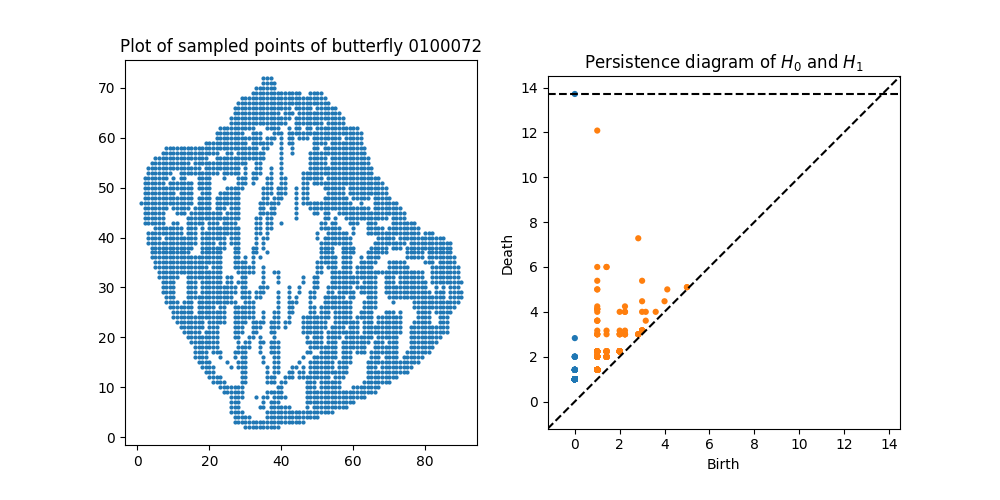 Plot of sampled points of butterfly 0100072
70
60
50
40
30
20
10
0
0 20 40 60 80
Persistence diagram of $H_0$ and $H_1$
14
12
10
8
6
4
2
0
Death
0 2 4 6 8 10 12 14
Birth